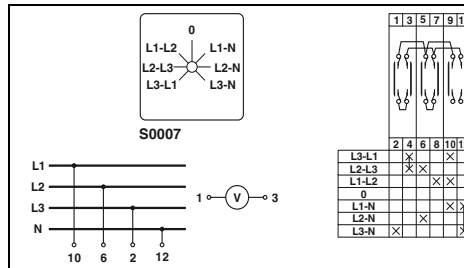 0
L1-L2 L1-N
L2-L3 L2-N
L3-L1 L3-N
S0007
L1
L2
L3
N
10 6 2 12
1 V 3
1 3 5 7 9
2 4 6 8 10
L3-L1 × ×
L2-L3 × ×
L1-L2 × ×
0
L1-N × ×
L2-N ×
L3-N × ×